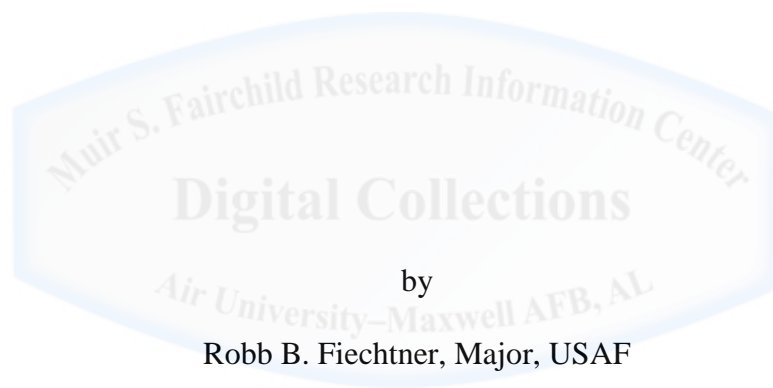 Muir S. Fairchild Research Information Center
Digital Collections
by
Air University–Maxwell AFB, AL
Robb B. Fiechtner, Major, USAF